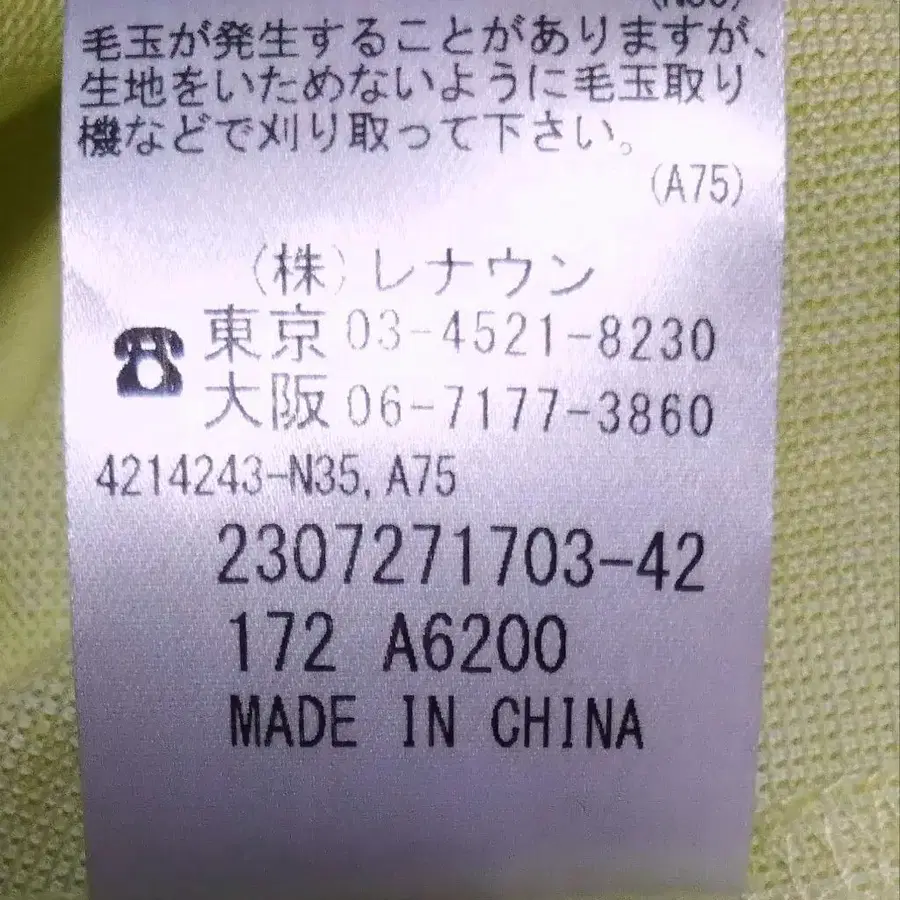 毛玉が発生することがありますが、
生地をいためないように毛玉取り
機などで刈り取って下さい。
(A75)
(株)レナウン
東京 03-4521-8230
大阪 06-7177-3860
4214243-N35,A75
2307271703-42
172 A6200
MADE IN CHINA